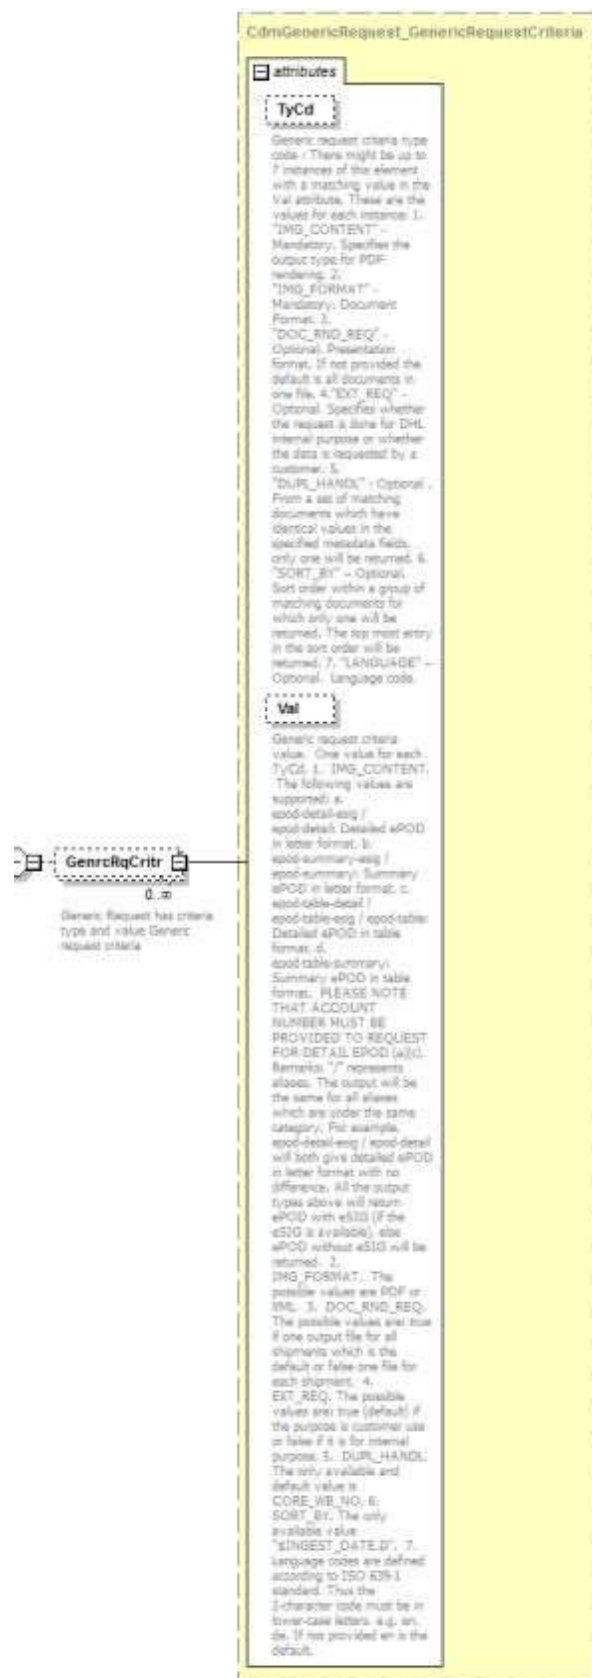 CdmGenericRequest_GenericRequestCriteria
attributes
TyCd
Generic request criteria type
code - There might be up to
7 instances of this element
with a matching value in the
Val attribute. These are the
values for each instance: 1.
"IMG_CONTENT" -
Mandatory. Specifies the
output type for PDF
rendering. 2.
"IMG_FORMAT" -
Mandatory. Document
Format. 3.
"DOC_RND_REQ" -
Optional. Presentation
format. If not provided the
default is all documents in
one file. 4."EXT_REQ" -
Optional. Specifies whether
the request is done for DHL
internal purpose or whether
the data is requested by a
customer. 5.
"DUPL_HANDL" - Optional .
From a set of matching
documents which have
identical values in the
specified metadata fields,
only one will be returned. 6.
"SORT_BY" – Optional.
Sort order within a group of
matching documents for
which only one will be
returned. The top most entry
in the sort order will be
returned. 7. "LANGUAGE" –
Optional. Language code.
Val
Generic request criteria
value. One value for each
TyCd. 1. IMG_CONTENT.
The following values are
supported: a.
epod-detail-esig /
epod-detail: Detailed ePOD
in letter format. b.
epod-summary-esig /
epod-summary: Summary
ePOD in letter format. c.
epod-table-detail /
epod-table-esig / epod-table:
Detailed ePOD in table
format. d.
epod-table-summary:
Summary ePOD in table
format. PLEASE NOTE
THAT ACCOUNT
NUMBER MUST BE
PROVIDED TO REQUEST
FOR DETAIL EPOD (a)(c).
Remarks: "/" represents
aliases. The output will be
the same for all aliases
which are under the same
category. For example,
epod-detail-esig / epod-detail
will both give detailed ePOD
in letter format with no
difference. All the output
types above will return
ePOD with eSIG (if the
eSIG is available), else
ePOD without eSIG will be
returned. 2.
IMG_FORMAT. The
possible values are PDF or
XML. 3. DOC_RND_REQ.
The possible values are: true
if one output file for all
shipments which is the
default or false one file for
each shipment. 4.
EXT_REQ. The possible
values are: true (default) if
the purpose is customer use
or false if it is for internal
purpose. 5. DUPL_HANDL.
The only available and
default value is
CORE_WB_NO. 6.
SORT_BY. The only
available value
"$INGEST_DATE.D". 7.
Language codes are defined
according to ISO 639-1
standard. Thus the
2-character code must be in
lower-case letters. e.g. en,
de. If not provided en is the
default.
GenrcRqCritr
0..∞
Generic Request has criteria
type and value Generic
request criteria